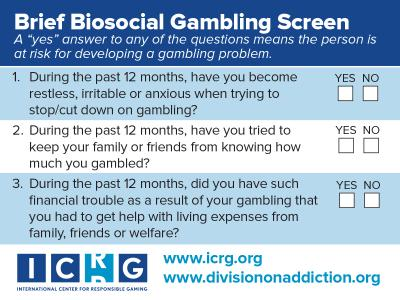 Brief Biosocial Gambling Screen
A “yes” answer to any of the questions means the person is
at risk for developing a gambling problem.
1. During the past 12 months, have you become
restless, irritable or anxious when trying to
stop/cut down on gambling?
YES NO
2. During the past 12 months, have you tried to
keep your family or friends from knowing how
much you gambled?
YES NO
3. During the past 12 months, did you have such
financial trouble as a result of your gambling that
you had to get help with living expenses from
family, friends or welfare?
YES NO
ICRG
INTERNATIONAL CENTER FOR RESPONSIBLE GAMING
www.icrg.org
www.divisiononaddiction.org